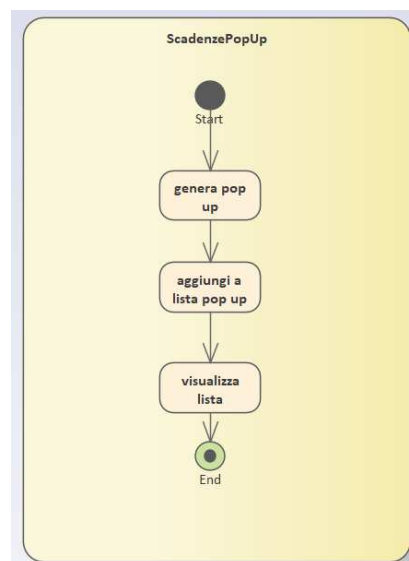 ScadenzePopUp
Start
genera pop
up
aggiungi a
lista pop up
visualizza
lista
End